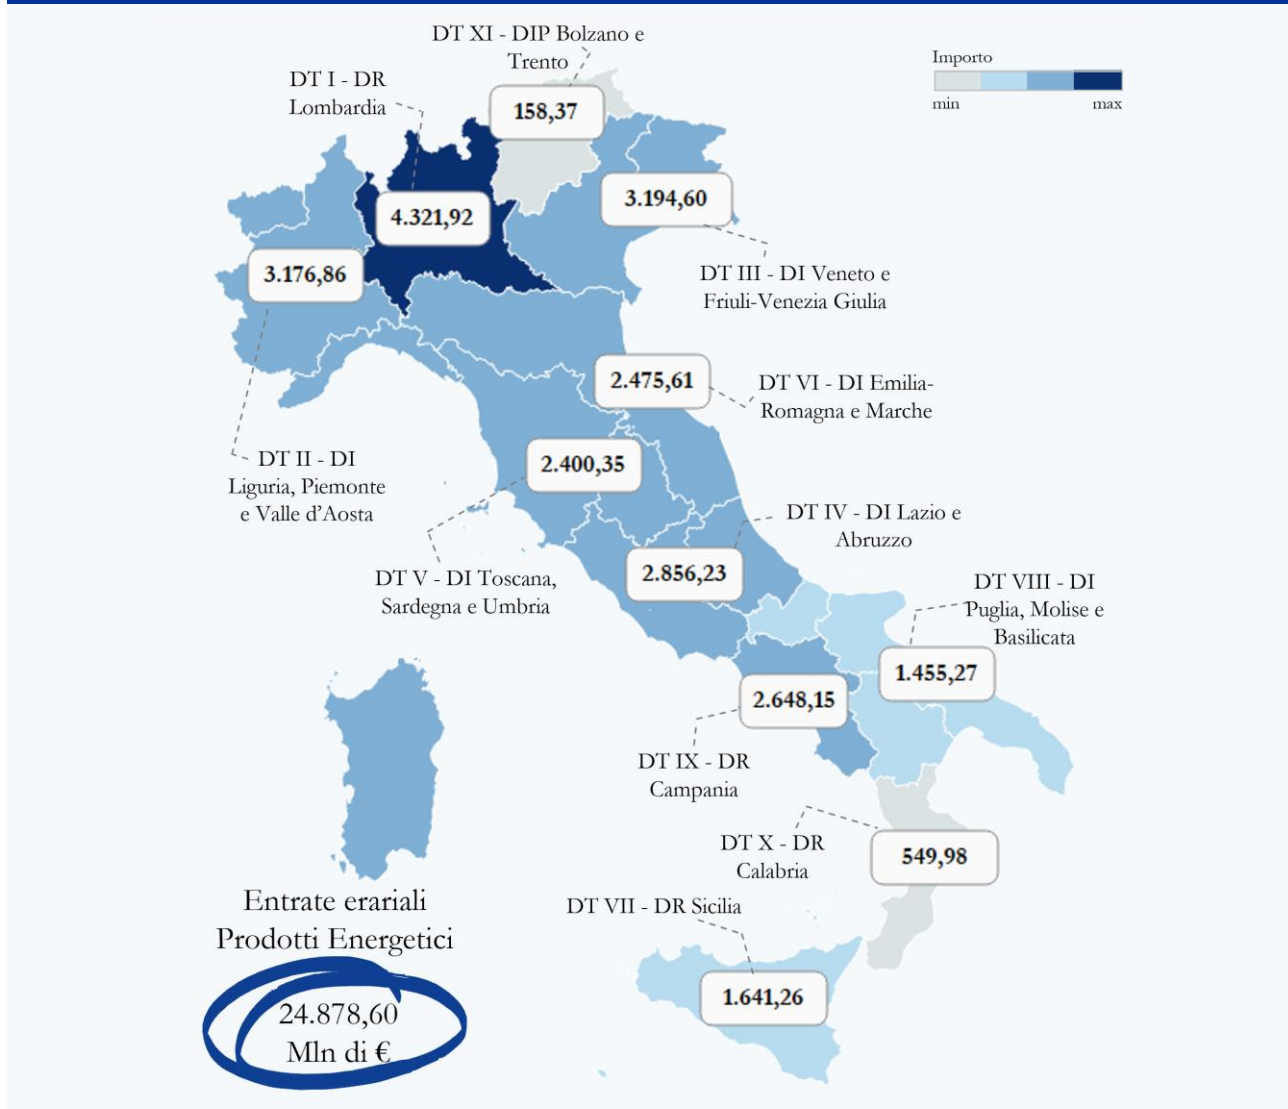 DT XI - DIP Bolzano e
Trento
Importo
min
max
DT I - DR
Lombardia
158,37
4.321,92
3.194,60
3.176,86
DT III - DI Veneto e
Friuli-Venezia Giulia
2.475,61
DT VI - DI Emilia-
Romagna e Marche
DT II - DI
Liguria, Piemonte
e Valle d’Aosta
2.400,35
DT IV - DI Lazio e
Abruzzo
DT V - DI Toscana,
Sardegna e Umbria
2.856,23
DT VIII - DI
Puglia, Molise e
Basilicata
1.455,27
2.648,15
DT IX - DR
Campania
DT X - DR
Calabria
549,98
Entrate erariali
Prodotti Energetici
24.878,60
Mln di €
DT VII - DR Sicilia
1.641,26